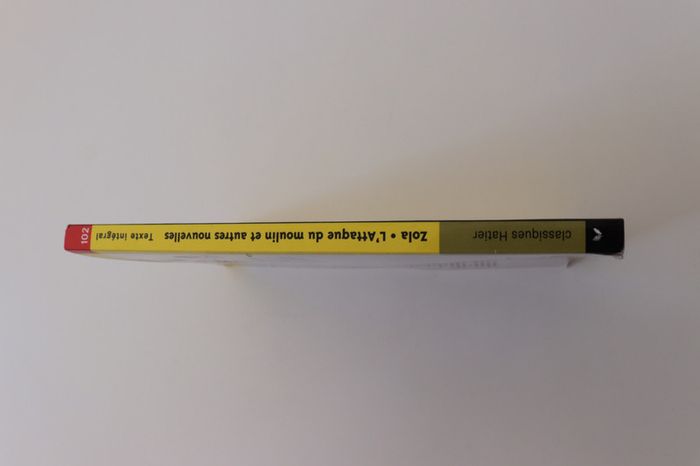 classiques Hatier
Zola • L'Attaque du moulin et autres nouvelles
Texte intégral
102